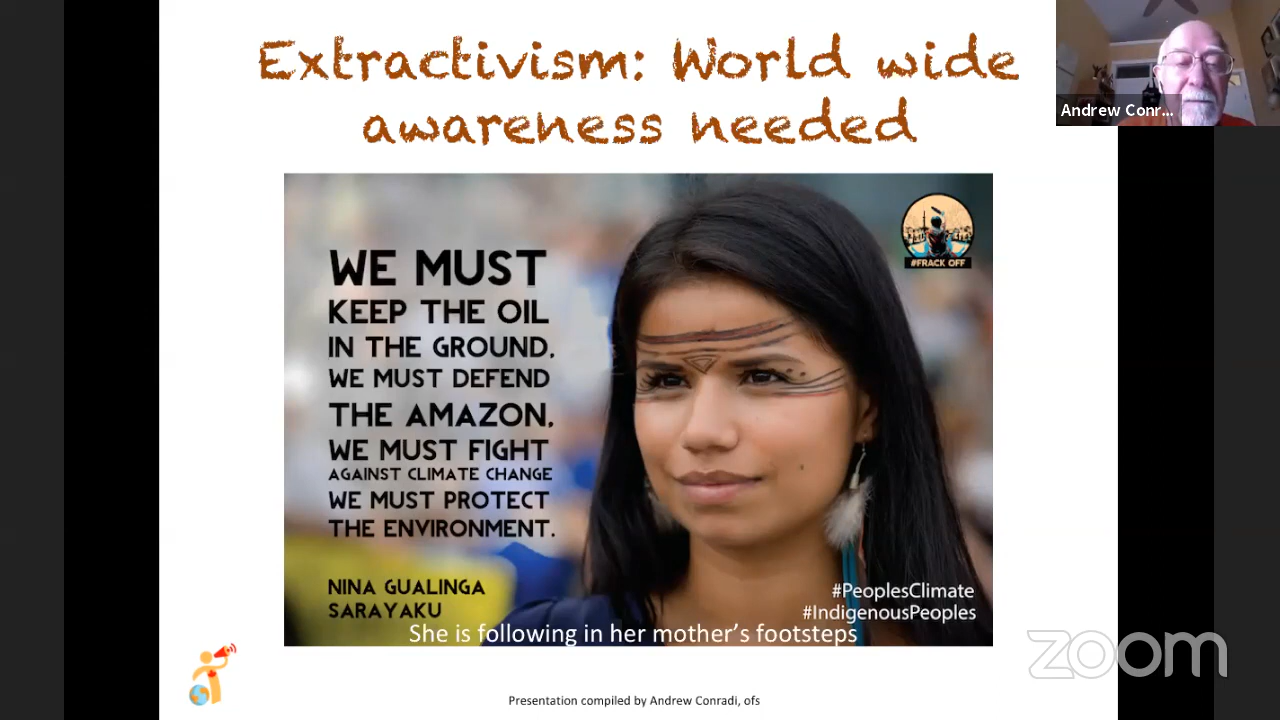 Extractivism: World wide
awareness needed
Andrew Conr...
#FRACK OFF
WE MUST
KEEP THE OIL
IN THE GROUND.
WE MUST DEFEND
THE AMAZON.
WE MUST FIGHT
AGAINST CLIMATE CHANGE
WE MUST PROTECT
THE ENVIRONMENT.
NINA GUALINGA
SARAYAKU
#PeoplesClimate
#IndigenousPeoples
She is following in her mother's footsteps
zoom
Presentation compiled by Andrew Conradi, ofs